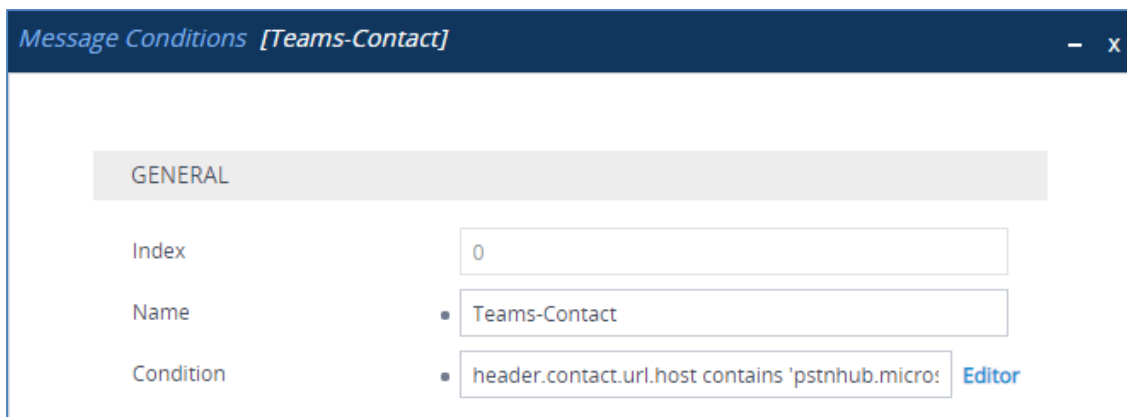 Message Conditions [Teams-Contact] – x
GENERAL
Index 0
Name Teams-Contact
Condition header.contact.url.host contains 'pstnhub.micros Editor